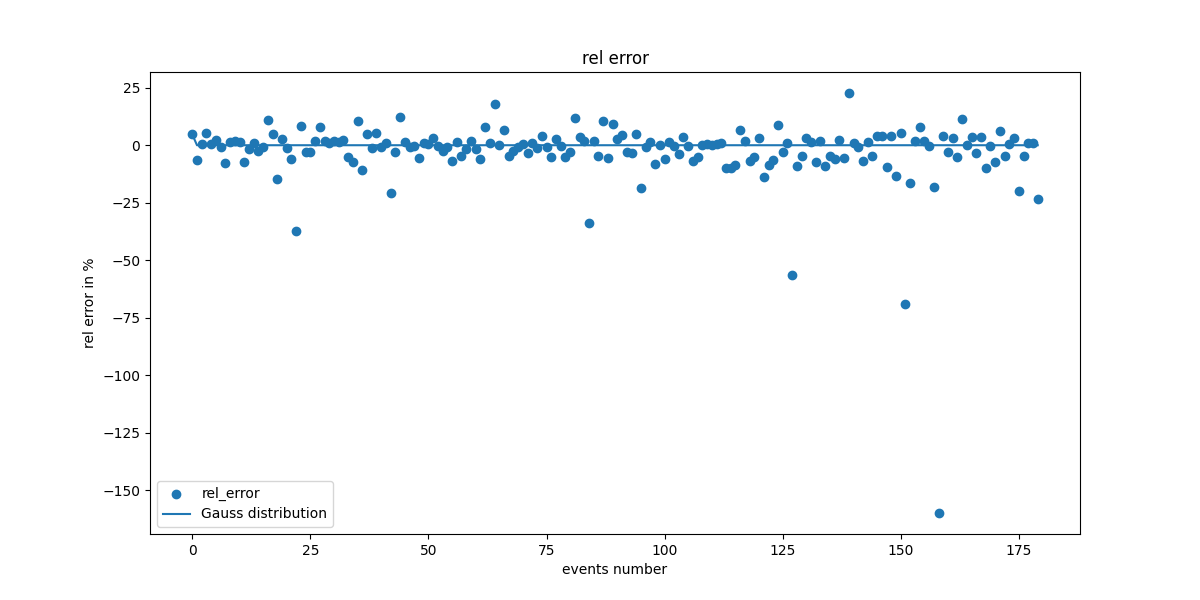 rel error
25
0
−25
−50
−75
−100
−125
−150
rel error in %
rel_error
Gauss distribution
0 25 50 75 100 125 150 175
events number